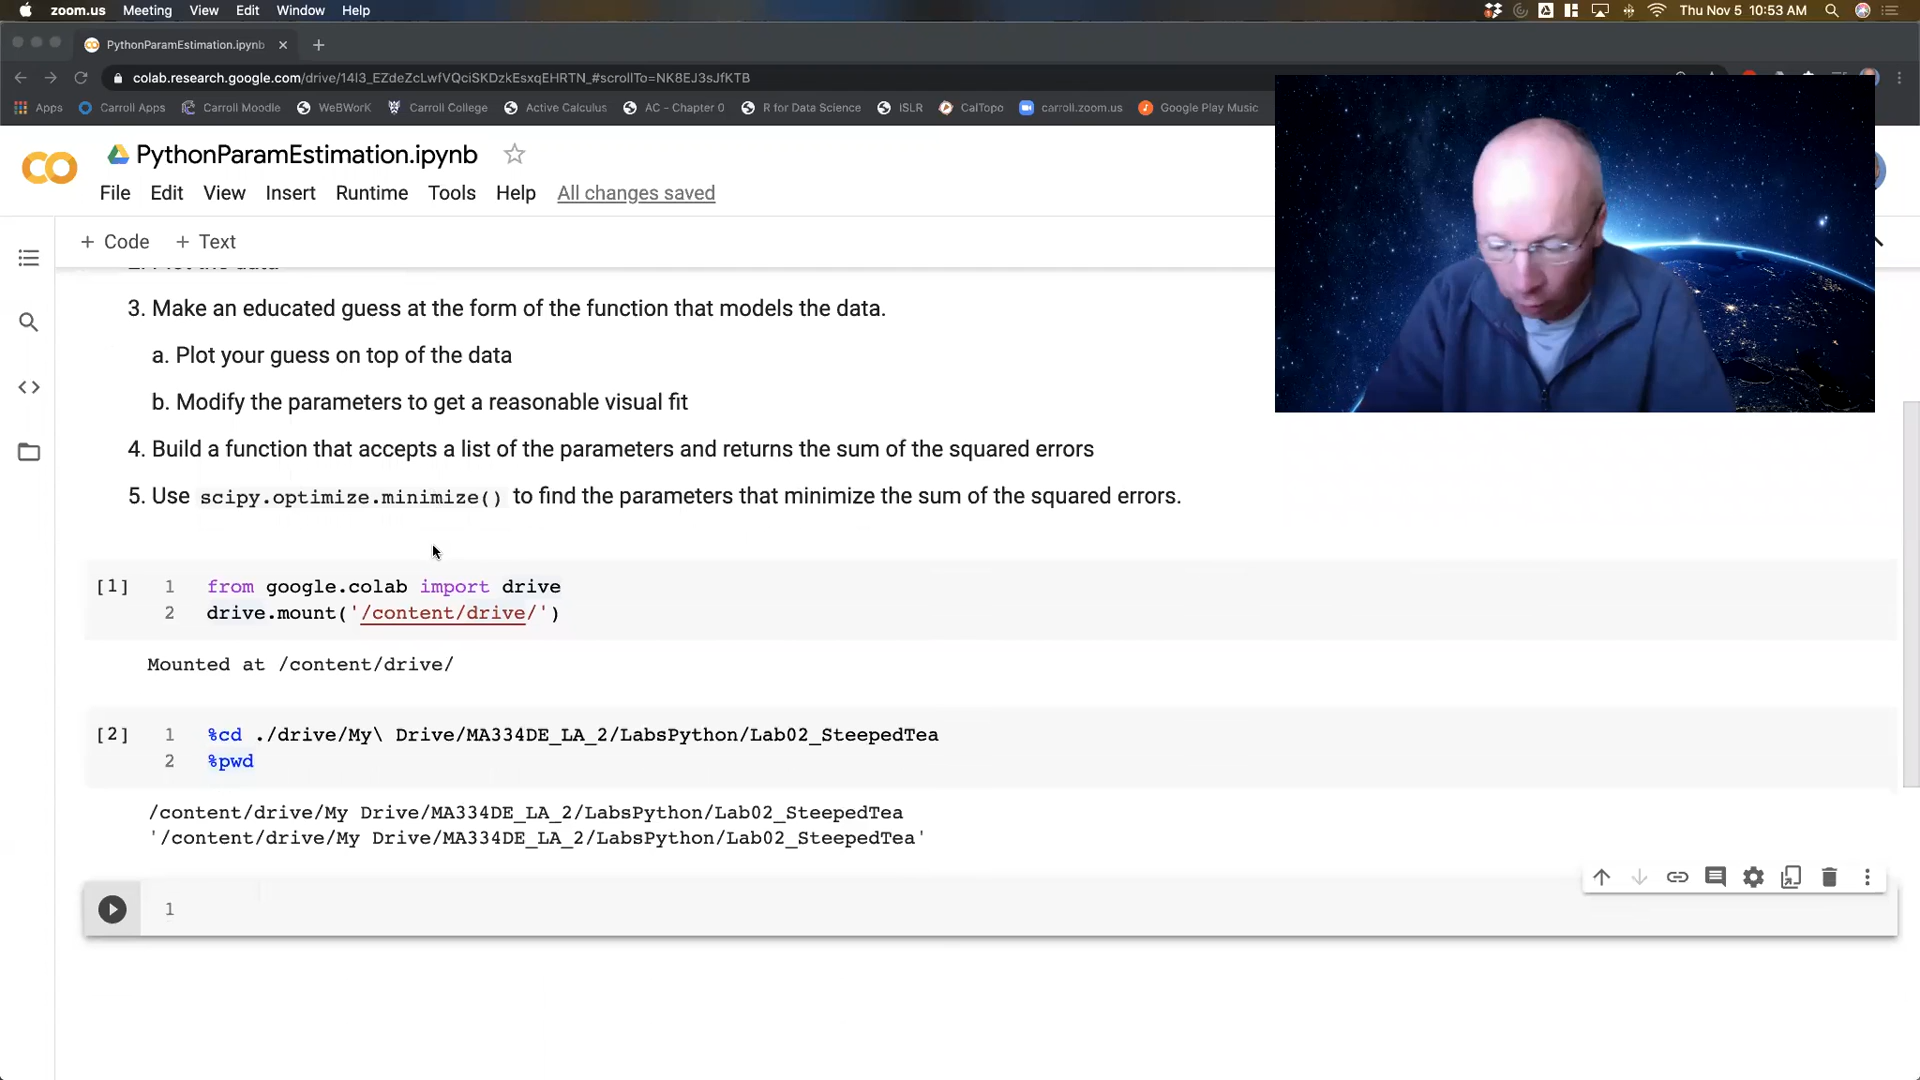 zoom.us Meeting View Edit Window Help Thu Nov 5 10:53 AM
PythonParamEstimation.ipynb
colab.research.google.com/drive/14l3_EZdeZcLwfVQciSKDzkEsxqEHRTN_#scrollTo=NK8EJ3sJfKTB
Apps Carroll Apps Carroll Moodle WeBWorK Carroll College Active Calculus AC - Chapter 0 R for Data Science ISLR CalTopo carroll.zoom.us Google Play Music
PythonParamEstimation.ipynb
File Edit View Insert Runtime Tools Help All changes saved
+ Code + Text
3. Make an educated guess at the form of the function that models the data.
a. Plot your guess on top of the data
b. Modify the parameters to get a reasonable visual fit
4. Build a function that accepts a list of the parameters and returns the sum of the squared errors
5. Use scipy.optimize.minimize() to find the parameters that minimize the sum of the squared errors.
[1] 1 from google.colab import drive
2 drive.mount('/content/drive/')
Mounted at /content/drive/
[2] 1 %cd ./drive/My\ Drive/MA334DE_LA_2/LabsPython/Lab02_SteepedTea
2 %pwd
/content/drive/My Drive/MA334DE_LA_2/LabsPython/Lab02_SteepedTea
'/content/drive/My Drive/MA334DE_LA_2/LabsPython/Lab02_SteepedTea'
1